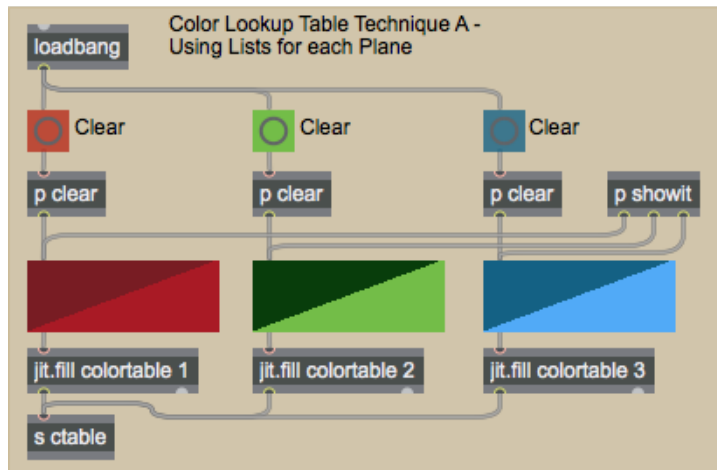 Color Lookup Table Technique A -
Using Lists for each Plane
loadbang
Clear
Clear
Clear
p clear
p clear
p clear
p showit
jit.fill colortable 1
jit.fill colortable 2
jit.fill colortable 3
s ctable